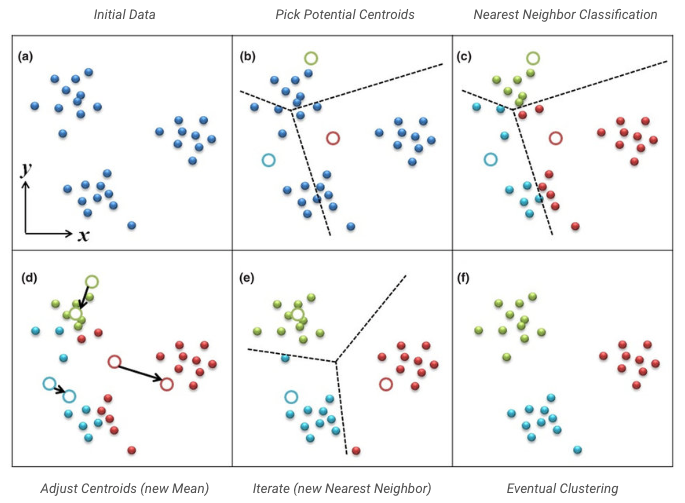 Initial Data
Pick Potential Centroids
Nearest Neighbor Classification
(a)
(b)
(c)
y
x
(d)
(e)
(f)
Adjust Centroids (new Mean)
Iterate (new Nearest Neighbor)
Eventual Clustering